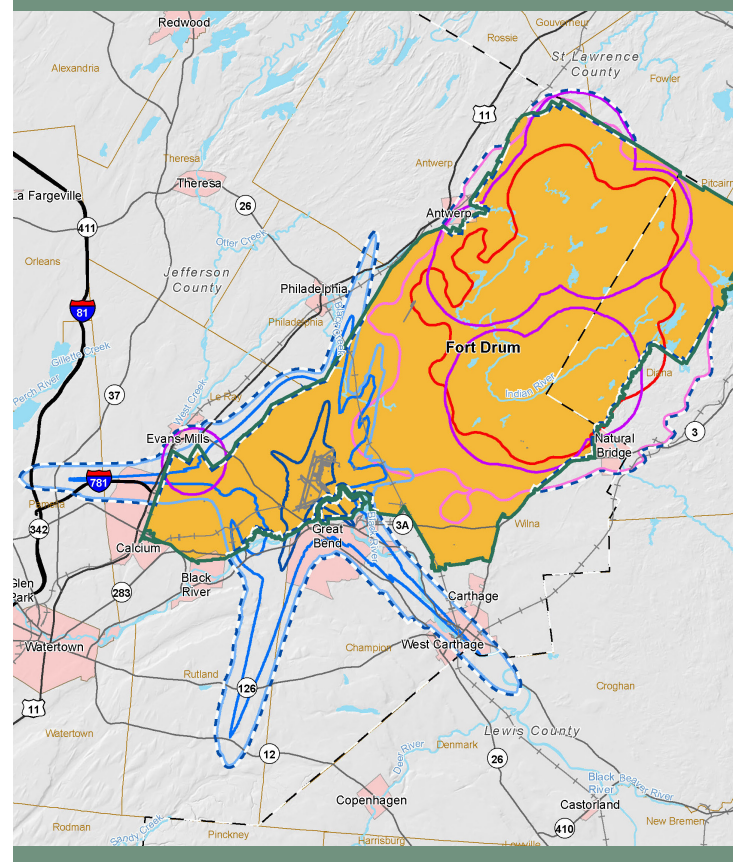 Redwood
Gouverneur
Rossie
St Lawrence
County
Alexandria
Fowler
11
Theresa
Antwerp
Theresa
Pitcairn
La Fargeville
26
Antwerp
411
Otter Creek
Orleans
Jefferson
County
Philadelphia
81
Philadelphia
Black Creek
Fort Drum
Gillette Creek
Perch River
Indian River
Diana
37
West Creek
Le Ray
3
Evans Mills
Natural
Bridge
781
Pamelia
342
3A
Wilna
Great
Bend
Black River
Calcium
Glen
Park
283
Black
River
Carthage
Watertown
West Carthage
Champion
Rutland
126
Croghan
11
Watertown
Lewis County
12
Denmark
Deer River
26
Black
River
Beaver River
Copenhagen
Castorland
New Bremen
410
Rodman
Sandy Creek
Pinckney
Harrisburg
Lowville